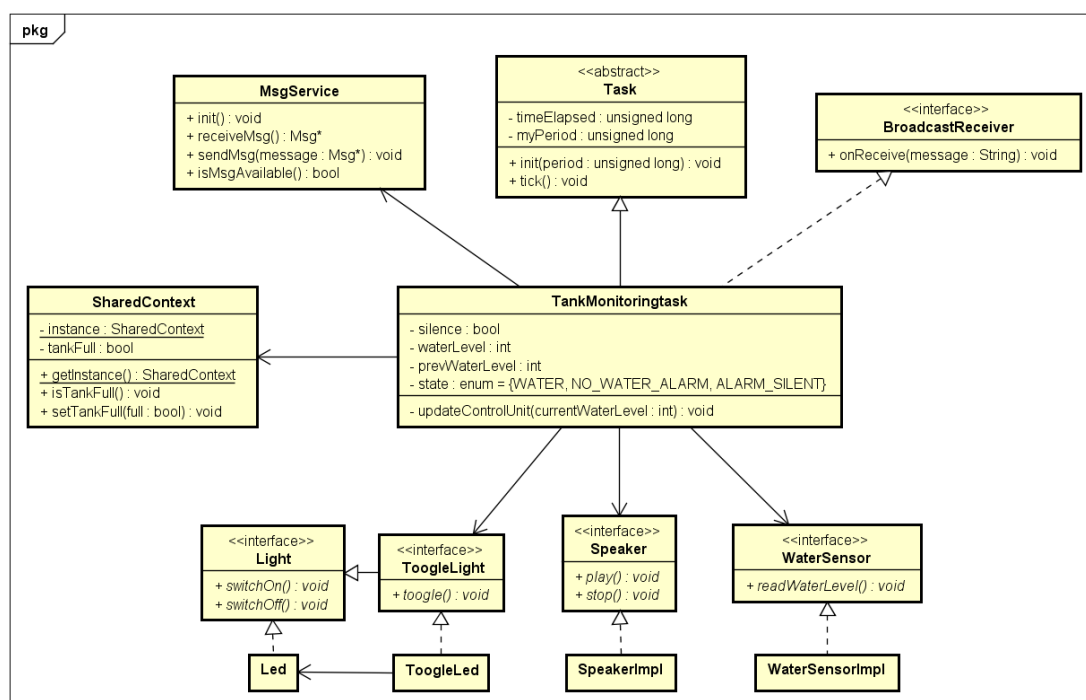 pkg
MsgService
+ init() : void
+ receiveMsg() : Msg*
+ sendMsg(message : Msg*) : void
+ isMsgAvailable() : bool
<<abstract>>
Task
- timeElapsed : unsigned long
- myPeriod : unsigned long
+ init(period : unsigned long) : void
+ tick() : void
<<interface>>
BroadcastReceiver
+ onReceive(message : String) : void
SharedContext
- instance : SharedContext
- tankFull : bool
+ getInstance() : SharedContext
+ isTankFull() : void
+ setTankFull(full : bool) : void
TankMonitoringtask
- silence : bool
- waterLevel : int
- prevWaterLevel : int
- state : enum = {WATER, NO_WATER_ALARM, ALARM_SILENT}
- updateControlUnit(currentWaterLevel : int) : void
<<interface>>
Light
+ switchOn() : void
+ switchOff() : void
<<interface>>
ToogleLight
+ toogle() : void
<<interface>>
Speaker
+ play() : void
+ stop() : void
<<interface>>
WaterSensor
+ readWaterLevel() : void
Led
ToogleLed
SpeakerImpl
WaterSensorImpl